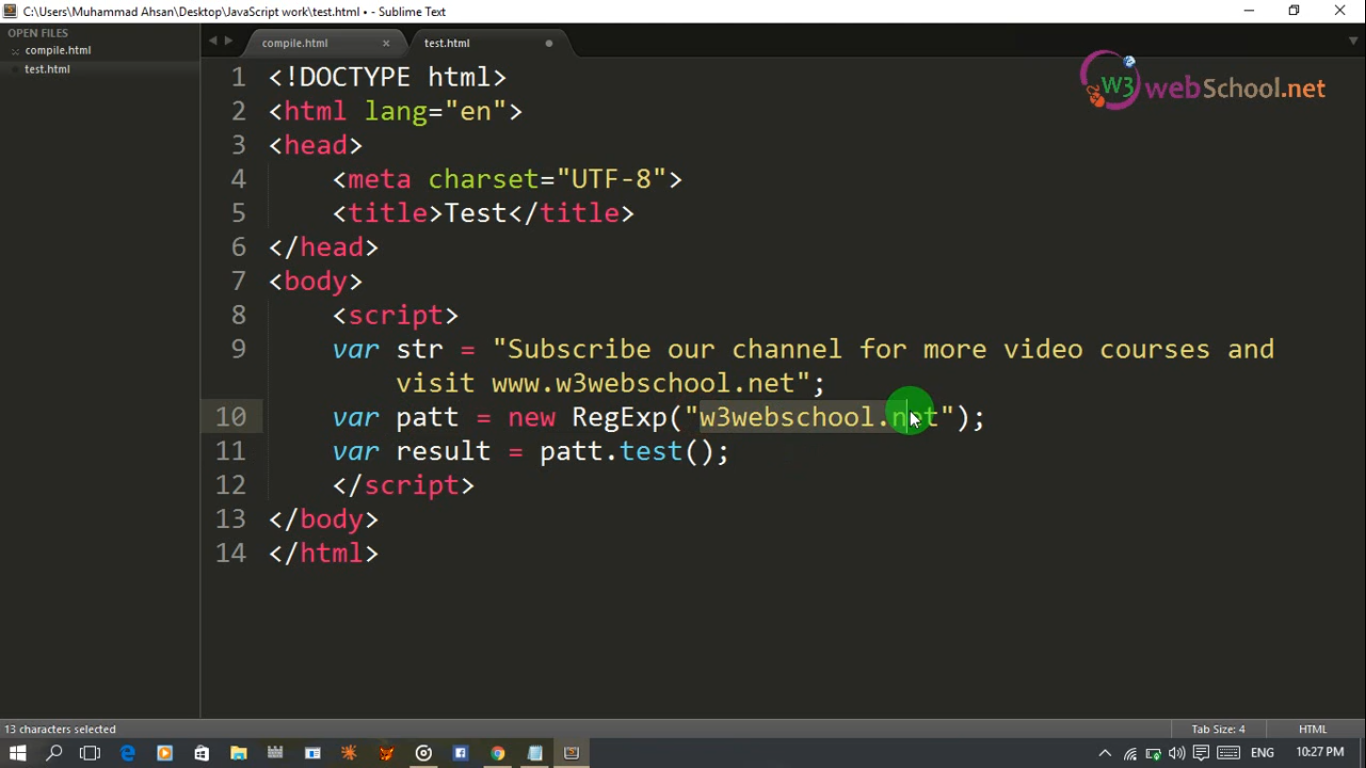 C:\Users\Muhammad Ahsan\Desktop\JavaScript work\test.html • - Sublime Text
OPEN FILES
compile.html
test.html
compile.html
test.html
W3 webSchool.net
1 <!DOCTYPE html>
2 <html lang="en">
3 <head>
4 <meta charset="UTF-8">
5 <title>Test</title>
6 </head>
7 <body>
8 <script>
9 var str = "Subscribe our channel for more video courses and
visit www.w3webschool.net";
10 var patt = new RegExp("w3webschool.net");
11 var result = patt.test();
12 </script>
13 </body>
14 </html>
13 characters selected
Tab Size: 4
HTML
ENG
10:27 PM